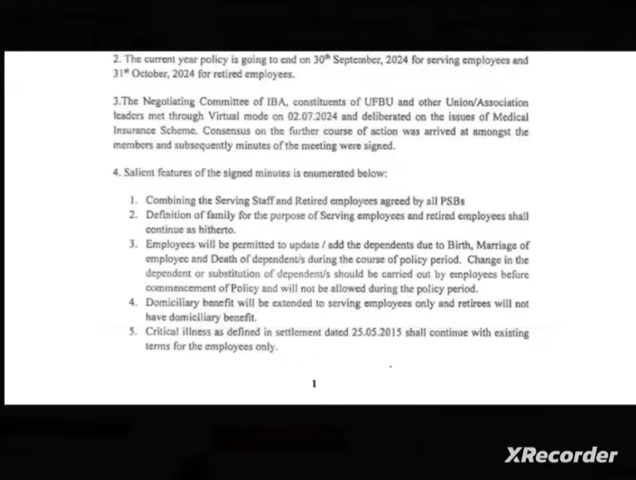 2. The current year policy is going to end on 30th September, 2024 for serving employees and
31st October, 2024 for retired employees.
3.The Negotiating Committee of IBA, constituents of UFBU and other Union/Association
leaders met through Virtual mode on 02.07.2024 and deliberated on the issues of Medical
Insurance Scheme. Consensus on the further course of action was arrived at amongst the
members and subsequently minutes of the meeting were signed.
4. Salient features of the signed minutes is enumerated below:
1. Combining the Serving Staff and Retired employees agreed by all PSBs
2. Definition of family for the purpose of Serving employees and retired employees shall
continue as hitherto.
3. Employees will be permitted to update / add the dependents due to Birth, Marriage of
employee and Death of dependent/s during the course of policy period. Change in the
dependent or substitution of dependent/s should be carried out by employees before
commencement of Policy and will not be allowed during the policy period.
4. Domiciliary benefit will be extended to serving employees only and retirees will not
have domiciliary benefit.
5. Critical illness as defined in settlement dated 25.05.2015 shall continue with existing
terms for the employees only.
1
XRecorder